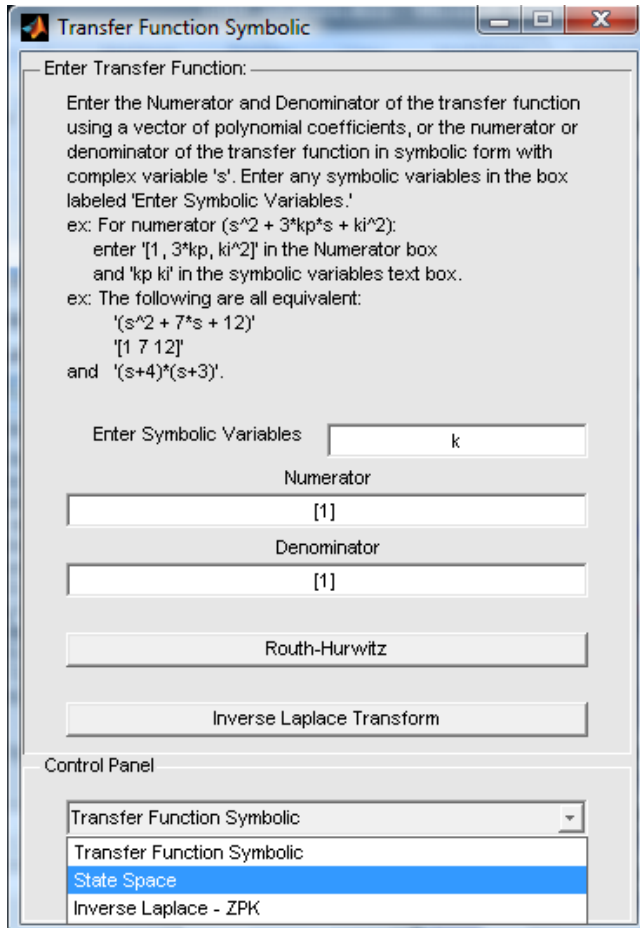 Transfer Function Symbolic
Enter Transfer Function:
Enter the Numerator and Denominator of the transfer function
using a vector of polynomial coefficients, or the numerator or
denominator of the transfer function in symbolic form with
complex variable 's'. Enter any symbolic variables in the box
labeled 'Enter Symbolic Variables.'
ex: For numerator (s^2 + 3*kp*s + ki^2):
enter '[1, 3*kp, ki^2]' in the Numerator box
and 'kp ki' in the symbolic variables text box.
ex: The following are all equivalent:
'(s^2 + 7*s + 12)'
'[1 7 12]'
and '(s+4)*(s+3)'.
Enter Symbolic Variables k
Numerator
[1]
Denominator
[1]
Routh-Hurwitz
Inverse Laplace Transform
Control Panel
Transfer Function Symbolic
Transfer Function Symbolic
State Space
Inverse Laplace - ZPK